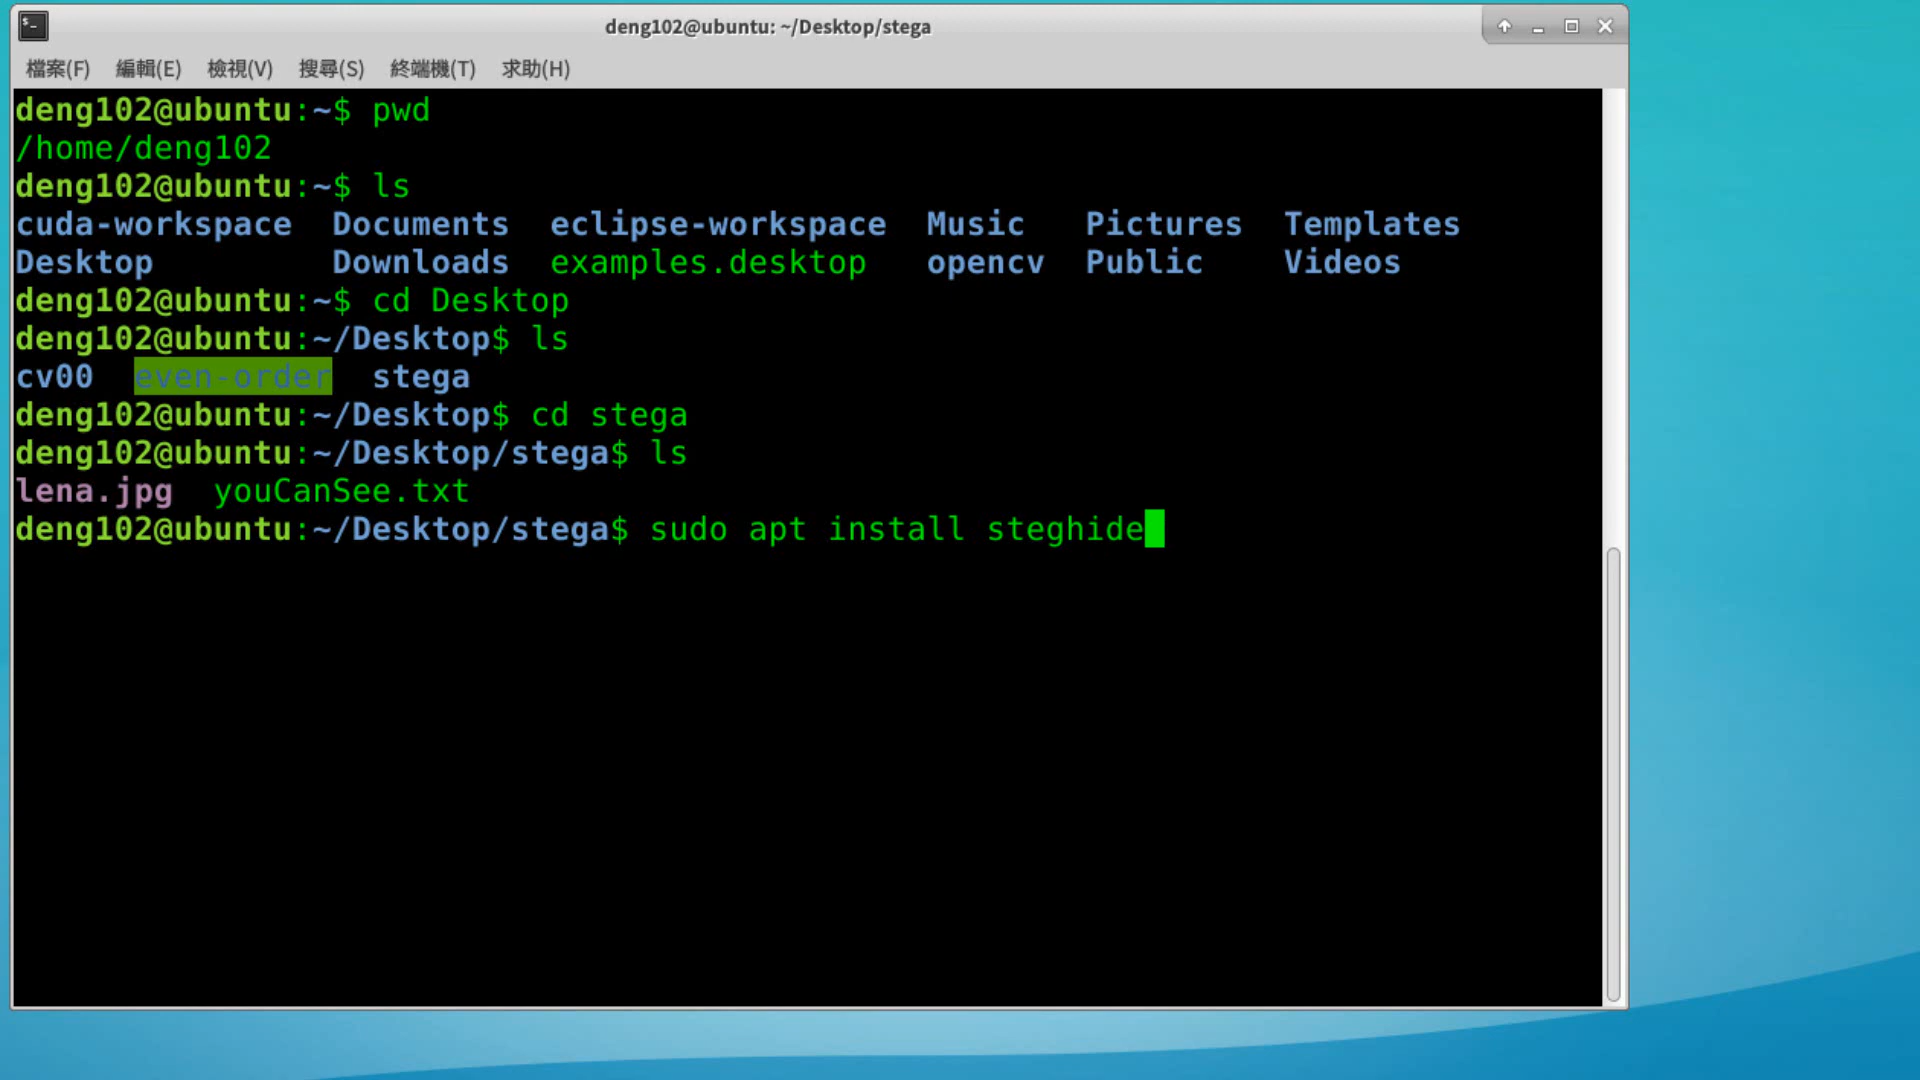 deng102@ubuntu: ~/Desktop/stega
檔案(F) 編輯(E) 檢視(V) 搜尋(S) 終端機(T) 求助(H)
deng102@ubuntu:~$ pwd
/home/deng102
deng102@ubuntu:~$ ls
cuda-workspace  Documents  eclipse-workspace  Music   Pictures  Templates
Desktop         Downloads  examples.desktop   opencv  Public    Videos
deng102@ubuntu:~$ cd Desktop
deng102@ubuntu:~/Desktop$ ls
cv00  even-order  stega
deng102@ubuntu:~/Desktop$ cd stega
deng102@ubuntu:~/Desktop/stega$ ls
lena.jpg  youCanSee.txt
deng102@ubuntu:~/Desktop/stega$ sudo apt install steghide